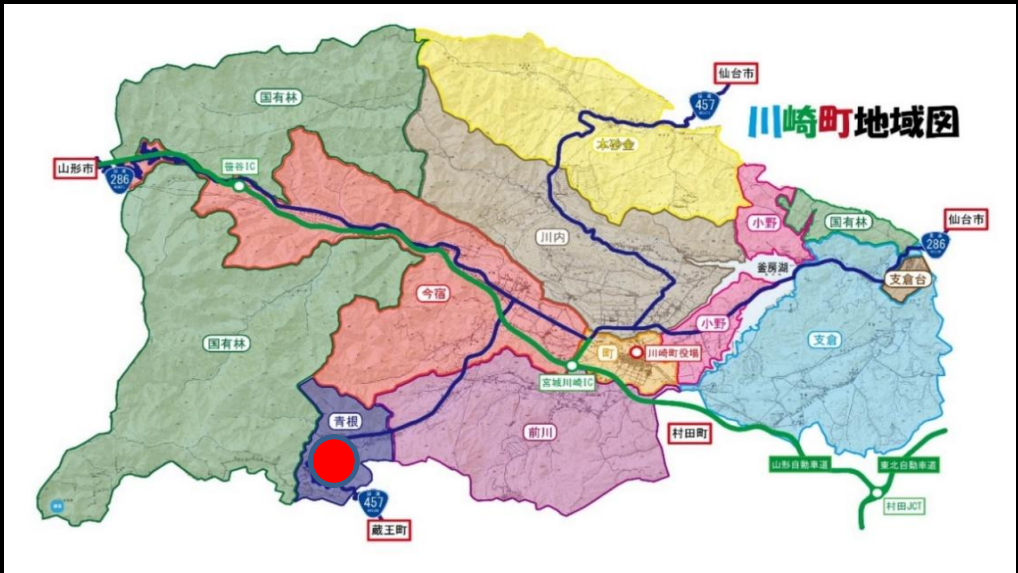 川崎町地域図
仙台市
457
国有林
本砂金
山形市
286
笹谷IC
小野
国有林
仙台市
286
川内
釜房湖
支倉台
今宿
小野
国有林
町
川崎町役場
支倉
宮城川崎IC
青根
前川
村田町
山形自動車道
東北自動車道
457
村田JCT
蔵王町